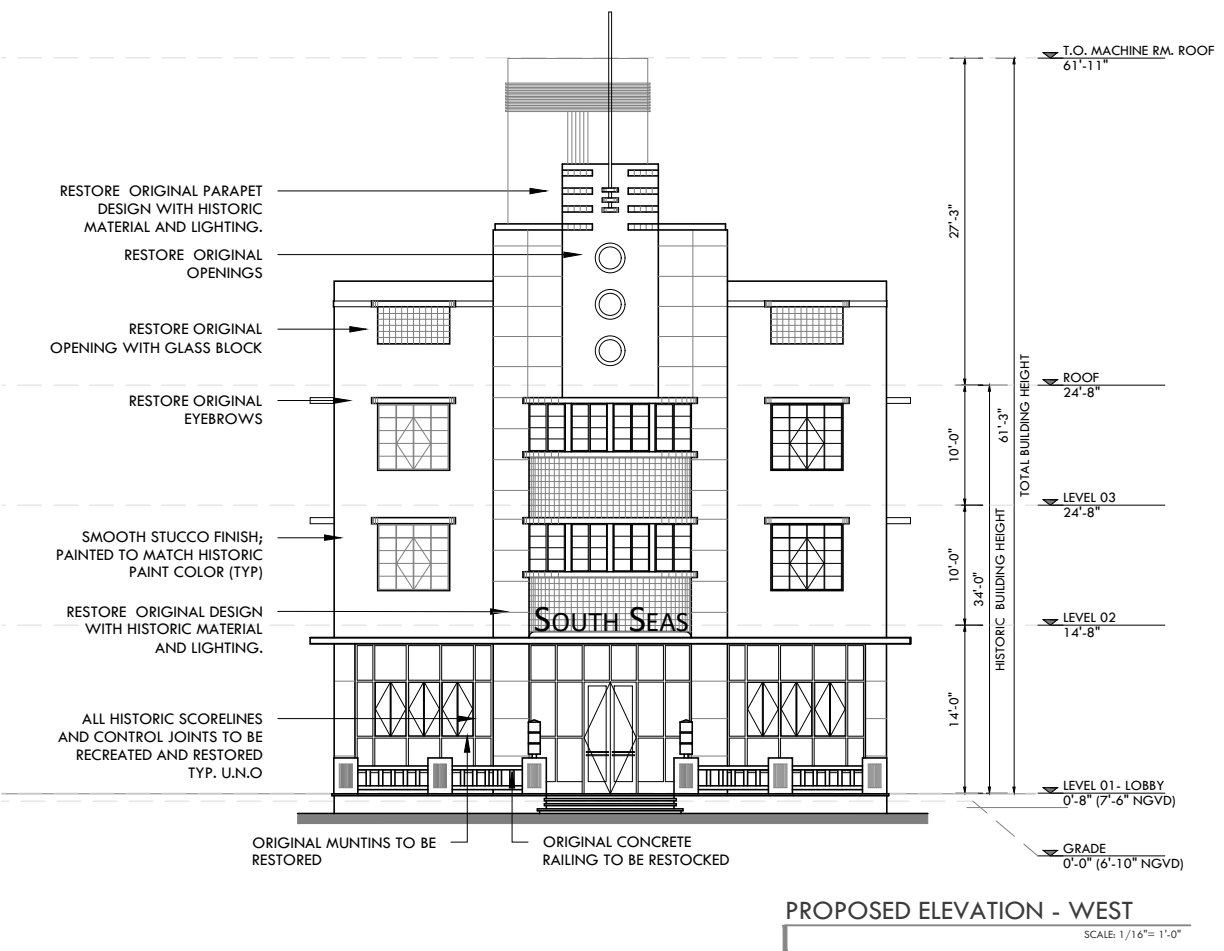 T.O. MACHINE RM. ROOF
61'-11"
RESTORE ORIGINAL PARAPET
DESIGN WITH HISTORIC
MATERIAL AND LIGHTING.
27'-3"
RESTORE ORIGINAL
OPENINGS
RESTORE ORIGINAL
OPENING WITH GLASS BLOCK
RESTORE ORIGINAL
EYEBROWS
ROOF
24'-8"
10'-0"
61'-3"
TOTAL BUILDING HEIGHT
LEVEL 03
24'-8"
SMOOTH STUCCO FINISH;
PAINTED TO MATCH HISTORIC
PAINT COLOR (TYP)
10'-0"
34'-0"
HISTORIC BUILDING HEIGHT
RESTORE ORIGINAL DESIGN
WITH HISTORIC MATERIAL
AND LIGHTING.
SOUTH SEAS
LEVEL 02
14'-8"
14'-0"
ALL HISTORIC SCORELINES
AND CONTROL JOINTS TO BE
RECREATED AND RESTORED
TYP. U.N.O
LEVEL 01- LOBBY
0'-8" (7'-6" NGVD)
ORIGINAL MUNTINS TO BE
RESTORED
ORIGINAL CONCRETE
RAILING TO BE RESTOCKED
GRADE
0'-0" (6'-10" NGVD)
PROPOSED ELEVATION - WEST
SCALE: 1/16"= 1'-0"